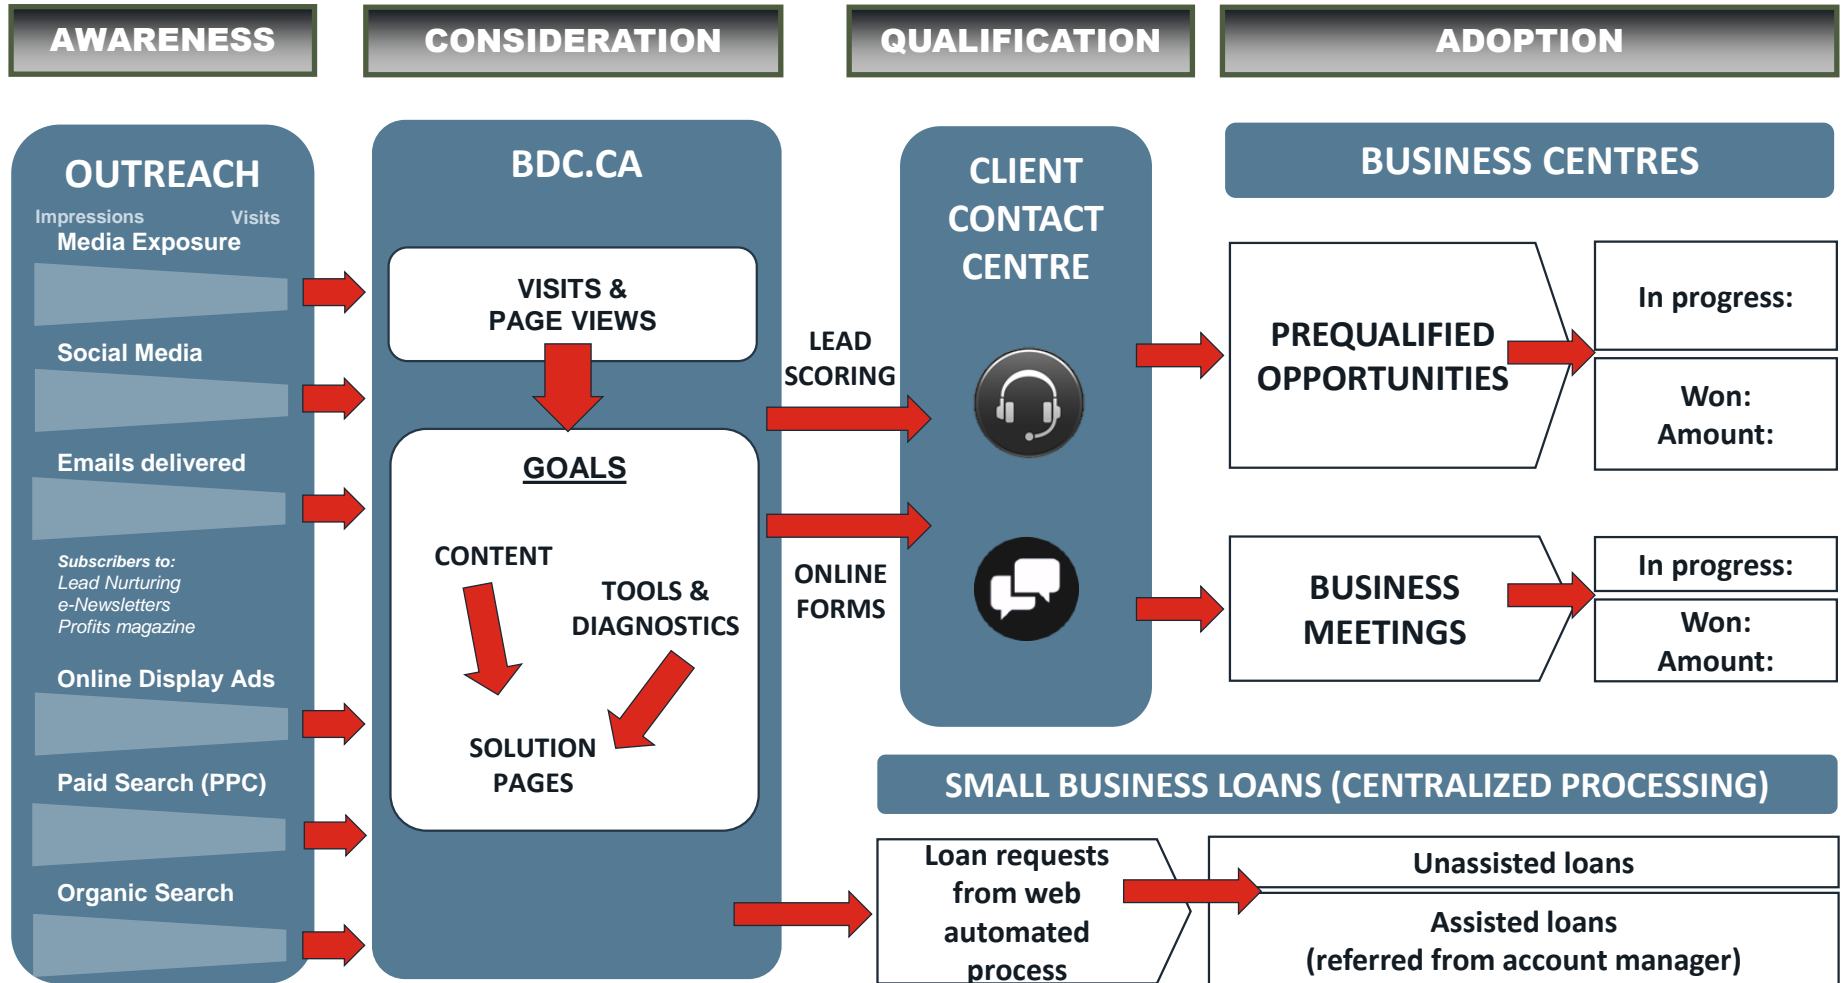 AWARENESS
CONSIDERATION
QUALIFICATION
ADOPTION
OUTREACH
Impressions Visits
Media Exposure
Social Media
Emails delivered
Subscribers to:
Lead Nurturing
e-Newsletters
Profits magazine
Online Display Ads
Paid Search (PPC)
Organic Search
BDC.CA
VISITS &
PAGE VIEWS
GOALS
CONTENT
TOOLS &
DIAGNOSTICS
SOLUTION
PAGES
LEAD
SCORING
ONLINE
FORMS
CLIENT
CONTACT
CENTRE
BUSINESS CENTRES
PREQUALIFIED
OPPORTUNITIES
In progress:
Won:
Amount:
BUSINESS
MEETINGS
In progress:
Won:
Amount:
SMALL BUSINESS LOANS (CENTRALIZED PROCESSING)
Loan requests
from web
automated
process
Unassisted loans
Assisted loans
(referred from account manager)